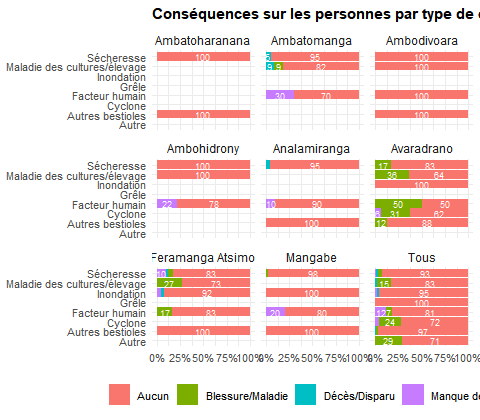 Conséquences sur les personnes par type de
Ambatoharanana Ambatomanga Ambodivoara
Sécheresse 100 5 95 100
Maladie des cultures/élevage 9 9 82 100
Inondation
Grêle
Facteur humain 30 70 100
Cyclone
Autres bestioles 100 100
Autre
Ambohidrony Analamiranga Avaradrano
Sécheresse 100 95 17 83
Maladie des cultures/élevage 100 36 64
Inondation 100
Grêle
Facteur humain 22 78 10 90 50 50
Cyclone 31 62
Autres bestioles 100 12 88
Autre
Feramanga Atsimo Mangabe Tous
Sécheresse 10 83 98 93
Maladie des cultures/élevage 27 73 15 83
Inondation 92 100 95
Grêle 100
Facteur humain 17 83 20 80 12 7 81
Cyclone 24 72
Autres bestioles 100 100 97
Autre 29 71
0% 25% 50% 75% 100% 0% 25% 50% 75% 100% 0% 25% 50% 75% 100%
Aucun Blessure/Maladie Décès/Disparu Manque de